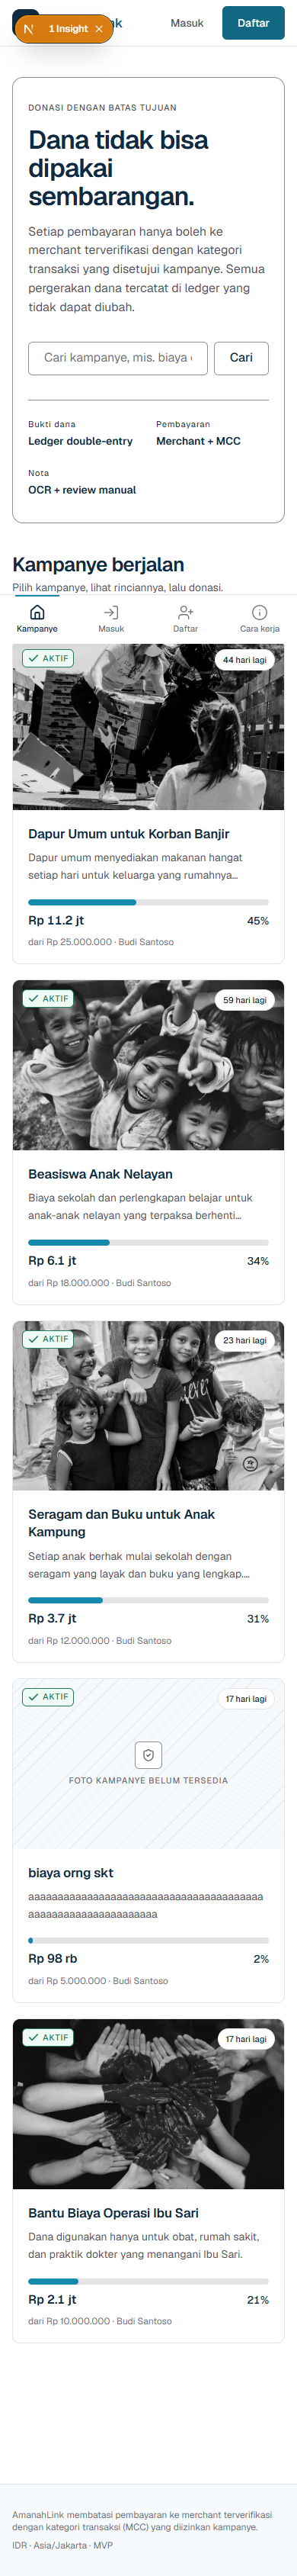 1 Insight
Masuk
Daftar
DONASI DENGAN BATAS TUJUAN
Dana tidak bisa
dipakai
sembarangan.
Setiap pembayaran hanya boleh ke
merchant terverifikasi dengan kategori
transaksi yang disetujui kampanye. Semua
pergerakan dana tercatat di ledger yang
tidak dapat diubah.
Cari kampanye, mis. biaya
Cari
Bukti dana
Ledger double-entry
Pembayaran
Merchant + MCC
Nota
OCR + review manual
Kampanye berjalan
Pilih kampanye, lihat rinciannya, lalu donasi.
Kampanye
Masuk
Daftar
Cara kerja
AKTIF
44 hari lagi
Dapur Umum untuk Korban Banjir
Dapur umum menyediakan makanan hangat
setiap hari untuk keluarga yang rumahnya…
Rp 11.2 jt
45%
dari Rp 25.000.000 · Budi Santoso
AKTIF
59 hari lagi
Beasiswa Anak Nelayan
Biaya sekolah dan perlengkapan belajar untuk
anak-anak nelayan yang terpaksa berhenti…
Rp 6.1 jt
34%
dari Rp 18.000.000 · Budi Santoso
AKTIF
23 hari lagi
Seragam dan Buku untuk Anak
Kampung
Setiap anak berhak mulai sekolah dengan
seragam yang layak dan buku yang lengkap.…
Rp 3.7 jt
31%
dari Rp 12.000.000 · Budi Santoso
AKTIF
17 hari lagi
FOTO KAMPANYE BELUM TERSEDIA
biaya orng skt
aaaaaaaaaaaaaaaaaaaaaaaaaaaaaaaaaaaaaaaa
aaaaaaaaaaaaaaaaaaaaaa
Rp 98 rb
2%
dari Rp 5.000.000 · Budi Santoso
AKTIF
17 hari lagi
Bantu Biaya Operasi Ibu Sari
Dana digunakan hanya untuk obat, rumah sakit,
dan praktik dokter yang menangani Ibu Sari.
Rp 2.1 jt
21%
dari Rp 10.000.000 · Budi Santoso
AmanahLink membatasi pembayaran ke merchant terverifikasi
dengan kategori transaksi (MCC) yang diizinkan kampanye.
IDR · Asia/Jakarta · MVP